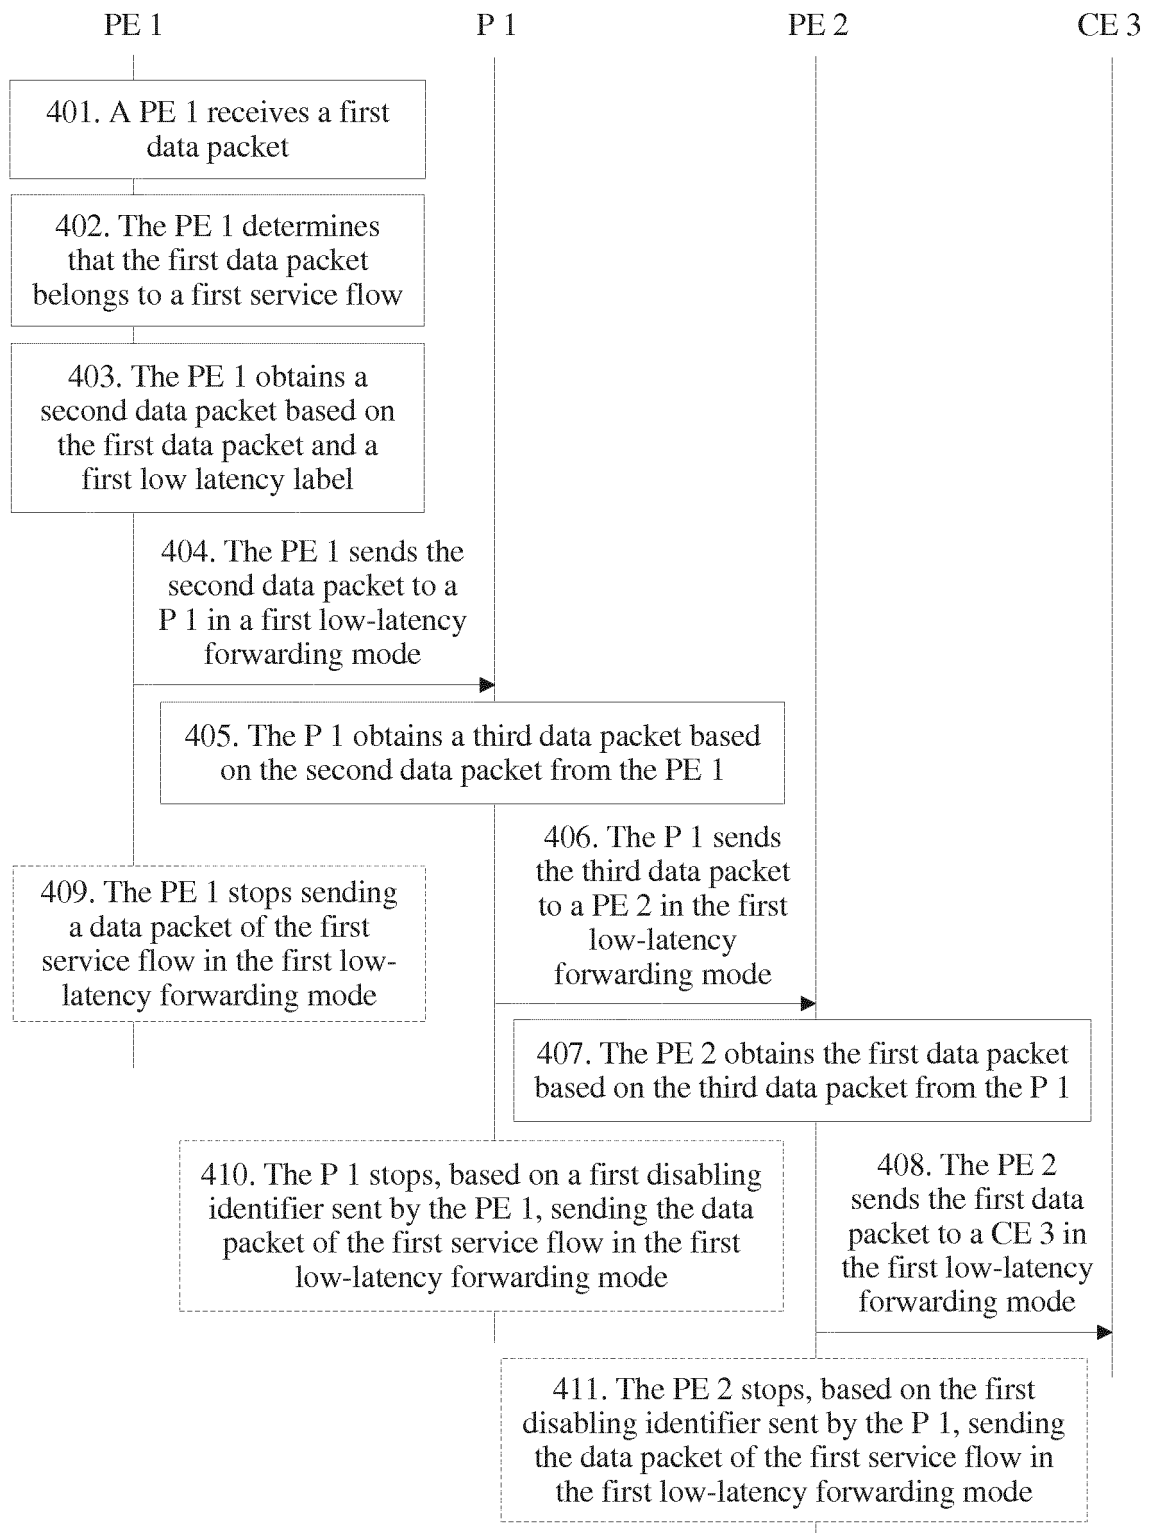 PE 1
P 1
PE 2
CE 3
401. A PE 1 receives a first
data packet
402. The PE 1 determines
that the first data packet
belongs to a first service flow
403. The PE 1 obtains a
second data packet based on
the first data packet and a
first low latency label
404. The PE 1 sends the
second data packet to a
P 1 in a first low-latency
forwarding mode
405. The P 1 obtains a third data packet based
on the second data packet from the PE 1
406. The P 1 sends
the third data packet
to a PE 2 in the first
low-latency
forwarding mode
409. The PE 1 stops sending
a data packet of the first
service flow in the first low-
latency forwarding mode
407. The PE 2 obtains the first data packet
based on the third data packet from the P 1
410. The P 1 stops, based on a first disabling
identifier sent by the PE 1, sending the data
packet of the first service flow in the first
low-latency forwarding mode
408. The PE 2
sends the first data
packet to a CE 3 in
the first low-latency
forwarding mode
411. The PE 2 stops, based on the first
disabling identifier sent by the P 1, sending
the data packet of the first service flow in
the first low-latency forwarding mode